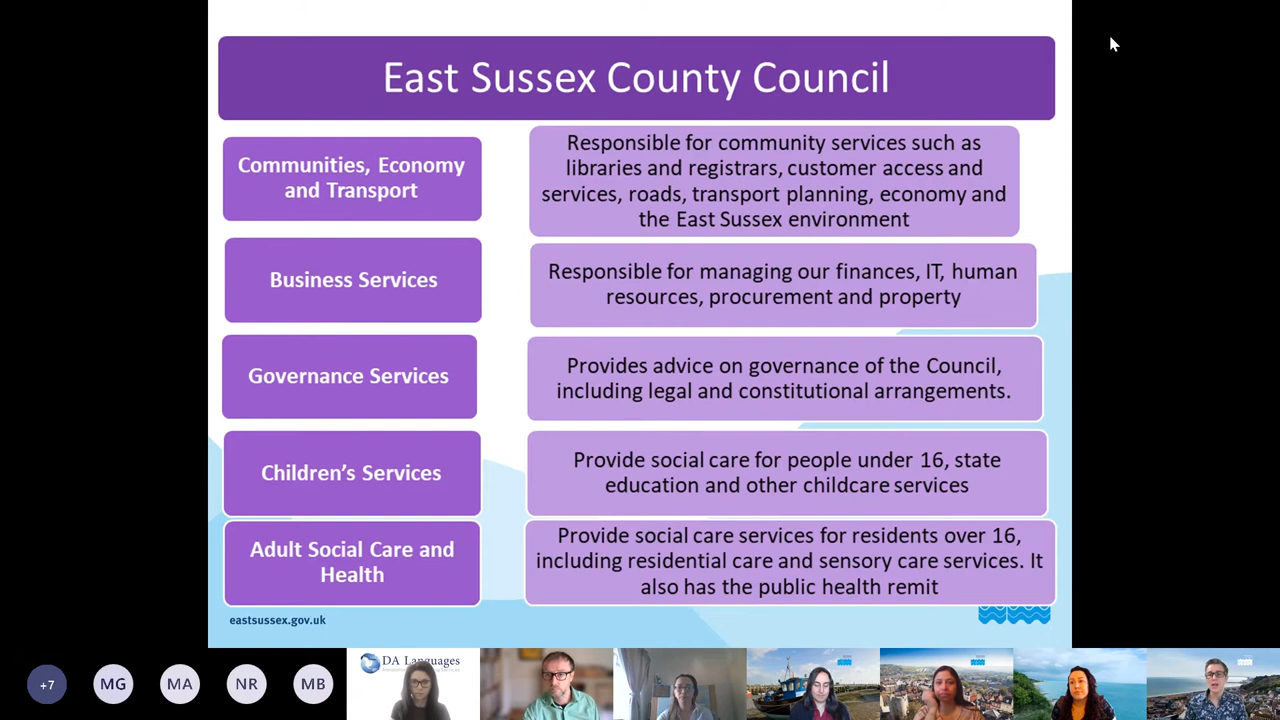 East Sussex County Council
Communities, Economy
and Transport
Responsible for community services such as
libraries and registrars, customer access and
services, roads, transport planning, economy and
the East Sussex environment
Business Services
Responsible for managing our finances, IT, human
resources, procurement and property
Governance Services
Provides advice on governance of the Council,
including legal and constitutional arrangements.
Children’s Services
Provide social care for people under 16, state
education and other childcare services
Adult Social Care and
Health
Provide social care services for residents over 16,
including residential care and sensory care services. It
also has the public health remit
eastsussex.gov.uk
+7
MG
MA
NR
MB
DA Languages